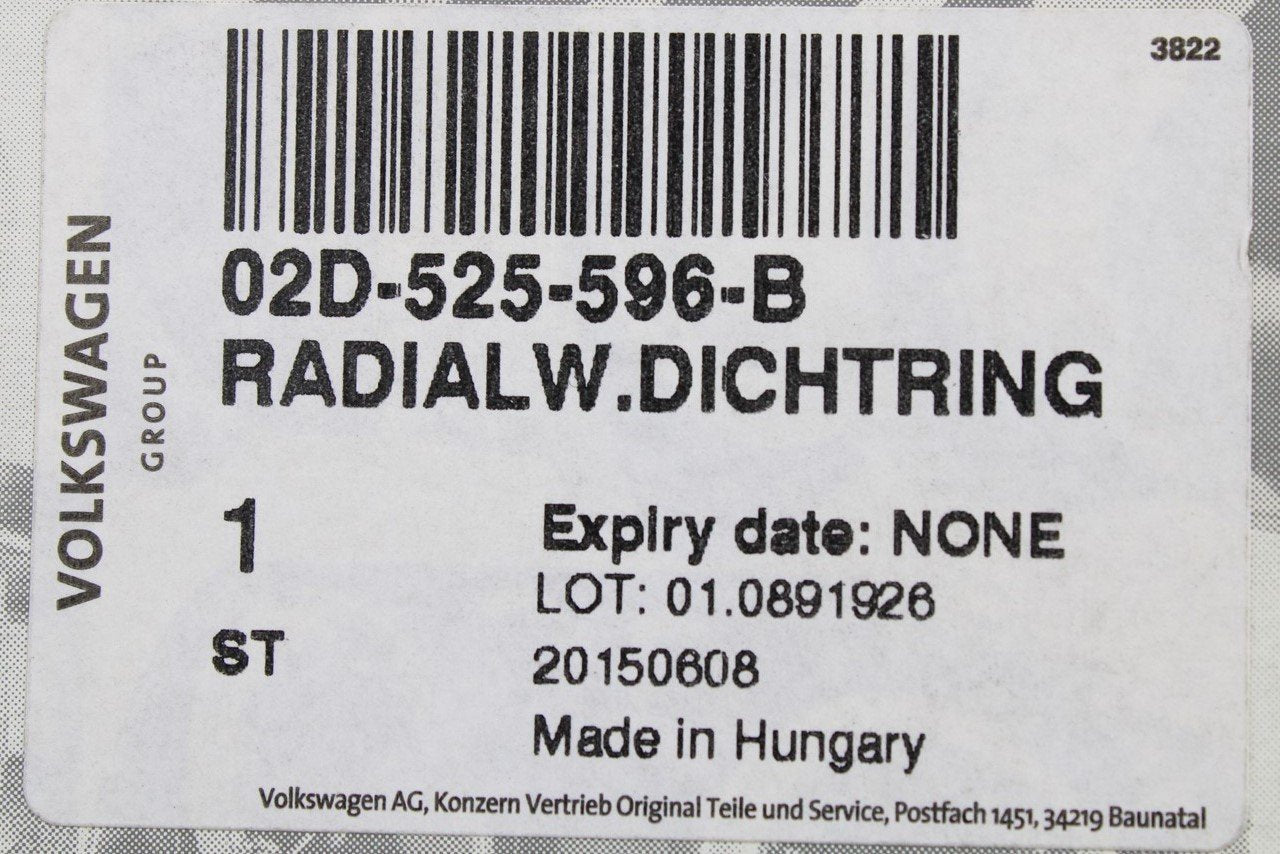 3822
VOLKSWAGEN
GROUP
02D-525-596-B
RADIALW.DICHTRING
1
Expiry date: NONE
LOT: 01.0891926
ST
20150608
Made in Hungary
Volkswagen AG, Konzern Vertrieb Original Teile und Service, Postfach 1451, 34219 Baunatal